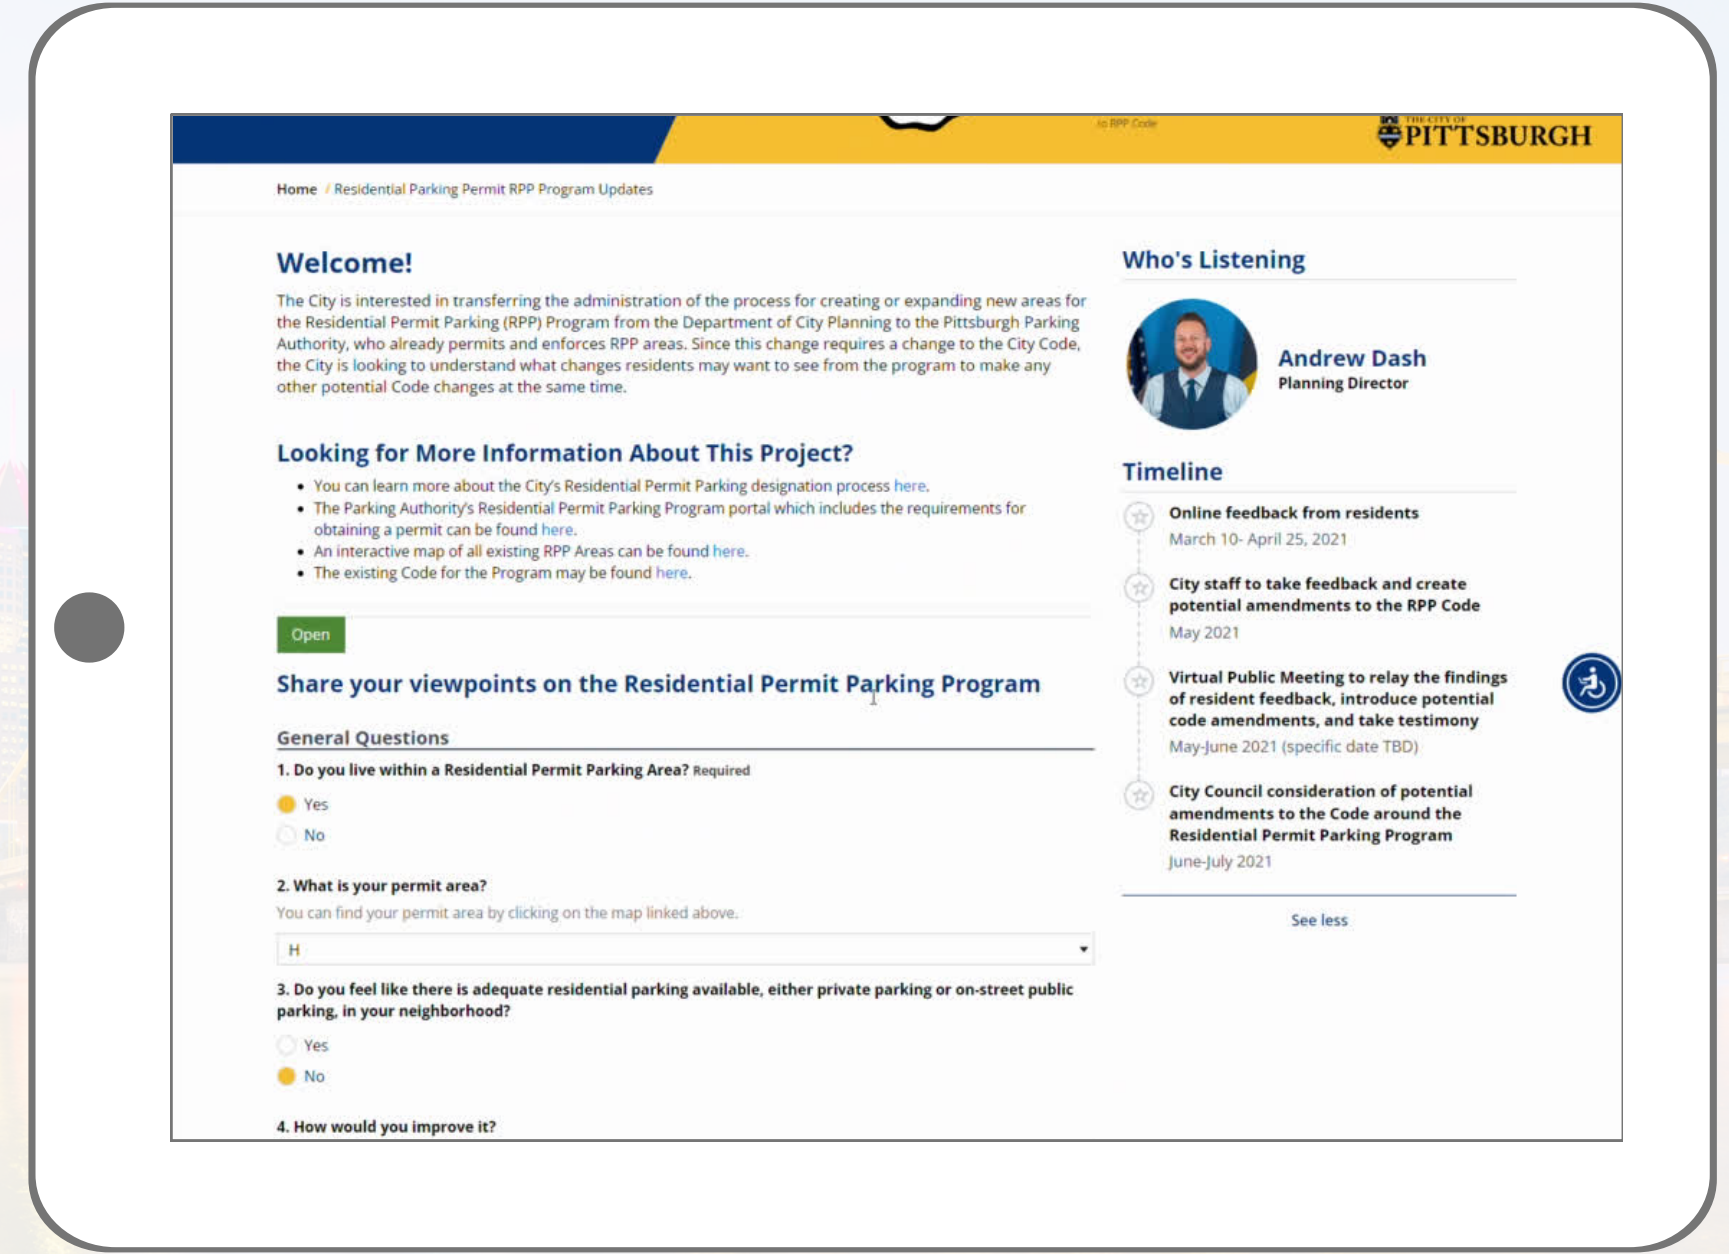 to RPP Code
THE CITY OF
PITTSBURGH
Home / Residential Parking Permit RPP Program Updates
Welcome!
The City is interested in transferring the administration of the process for creating or expanding new areas for
the Residential Permit Parking (RPP) Program from the Department of City Planning to the Pittsburgh Parking
Authority, who already permits and enforces RPP areas. Since this change requires a change to the City Code,
the City is looking to understand what changes residents may want to see from the program to make any
other potential Code changes at the same time.
Looking for More Information About This Project?
• You can learn more about the City's Residential Permit Parking designation process here.
• The Parking Authority's Residential Permit Parking Program portal which includes the requirements for
obtaining a permit can be found here.
• An interactive map of all existing RPP Areas can be found here.
• The existing Code for the Program may be found here.
Open
Share your viewpoints on the Residential Permit Parking Program
General Questions
1. Do you live within a Residential Permit Parking Area? Required
Yes
No
2. What is your permit area?
You can find your permit area by clicking on the map linked above.
H
3. Do you feel like there is adequate residential parking available, either private parking or on-street public
parking, in your neighborhood?
Yes
No
4. How would you improve it?
Who's Listening
Andrew Dash
Planning Director
Timeline
Online feedback from residents
March 10- April 25, 2021
City staff to take feedback and create
potential amendments to the RPP Code
May 2021
Virtual Public Meeting to relay the findings
of resident feedback, introduce potential
code amendments, and take testimony
May-June 2021 (specific date TBD)
City Council consideration of potential
amendments to the Code around the
Residential Permit Parking Program
June-July 2021
See less